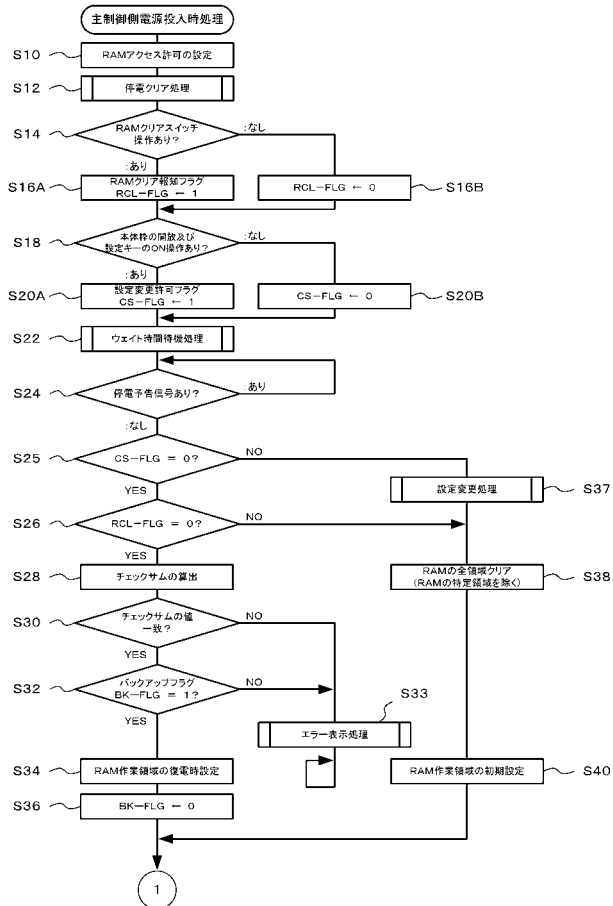 主制御側電源投入時処理
S10
RAMアクセス許可の設定
S12
停電クリア処理
S14
RAMクリアスイッチ
操作あり?
:なし
:あり
S16A
RAMクリア報知フラグ
RCL-FLG ← 1
RCL-FLG ← 0
S16B
S18
本体枠の開放及び
設定キーのON操作あり?
:なし
:あり
S20A
設定変更許可フラグ
CS-FLG ← 1
CS-FLG ← 0
S20B
S22
ウェイト時間待機処理
S24
停電予告信号あり?
:あり
:なし
S25
CS-FLG = 0?
NO
YES
設定変更処理
S37
S26
RCL-FLG = 0?
NO
YES
S28
チェックサムの算出
RAMの全領域クリア
(RAMの特定領域を除く)
S38
S30
チェックサムの値
一致?
NO
YES
S32
バックアップフラグ
BK-FLG = 1?
NO
YES
S33
エラー表示処理
S34
RAM作業領域の復電時設定
RAM作業領域の初期設定
S40
S36
BK-FLG ← 0
1